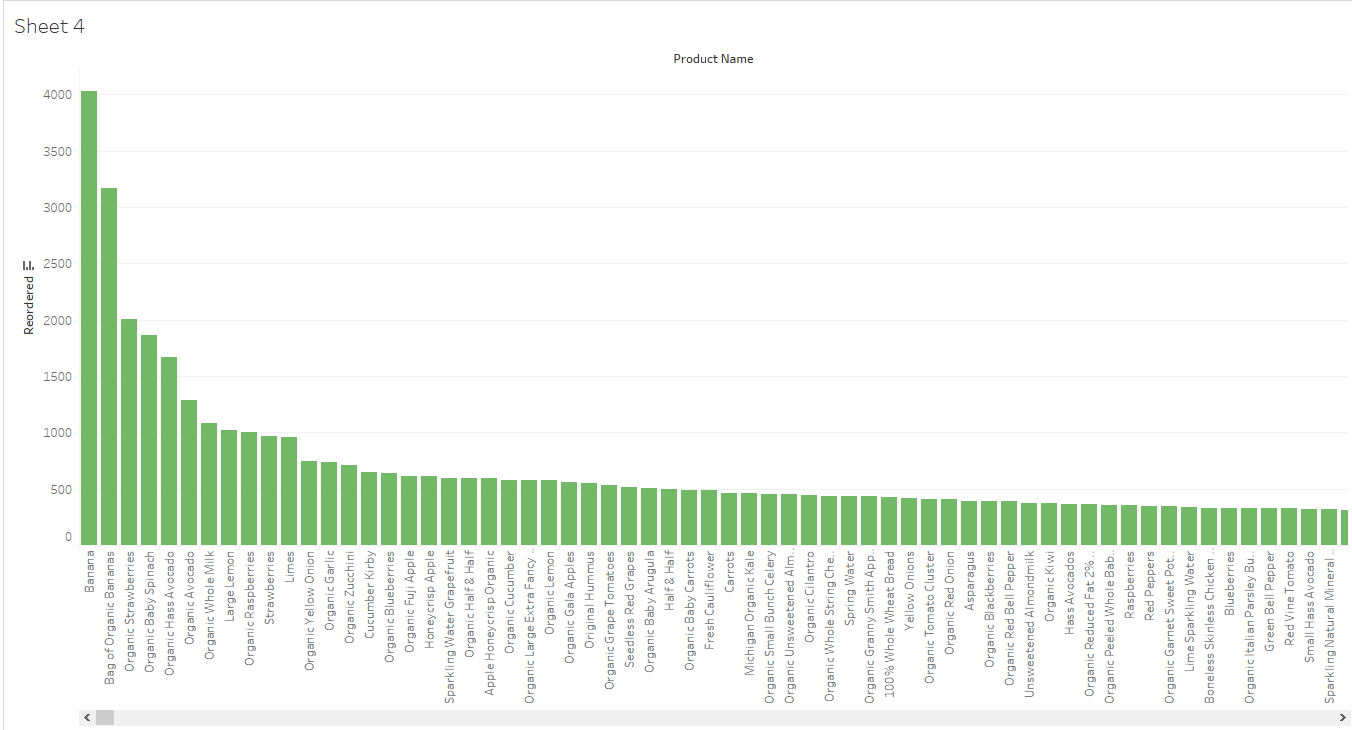 Sheet 4
Product Name
Reordered
4000
3500
3000
2500
2000
1500
1000
500
0
Banana
Bag of Organic Bananas
Organic Strawberries
Organic Baby Spinach
Organic Hass Avocado
Organic Avocado
Organic Whole Milk
Large Lemon
Organic Raspberries
Strawberries
Limes
Organic Yellow Onion
Organic Garlic
Organic Zucchini
Cucumber Kirby
Organic Blueberries
Organic Fuji Apple
Honeycrisp Apple
Sparkling Water Grapefruit
Organic Half & Half
Apple Honeycrisp Organic
Organic Cucumber
Organic Large Extra Fancy ..
Organic Lemon
Organic Gala Apples
Original Hummus
Organic Grape Tomatoes
Seedless Red Grapes
Organic Baby Arugula
Half & Half
Organic Baby Carrots
Fresh Cauliflower
Carrots
Michigan Organic Kale
Organic Small Bunch Celery
Organic Unsweetened Alm..
Organic Cilantro
Organic Whole String Che..
Spring Water
Organic Granny Smith App..
100% Whole Wheat Bread
Yellow Onions
Organic Tomato Cluster
Organic Red Onion
Asparagus
Organic Blackberries
Organic Red Bell Pepper
Unsweetened Almondmilk
Organic Kiwi
Hass Avocados
Organic Reduced Fat 2% ..
Organic Peeled Whole Bab..
Raspberries
Red Peppers
Organic Garnet Sweet Pot..
Lime Sparkling Water
Boneless Skinless Chicken ..
Blueberries
Organic Italian Parsley Bu..
Green Bell Pepper
Red Vine Tomato
Small Hass Avocado
Sparkling Natural Mineral ..